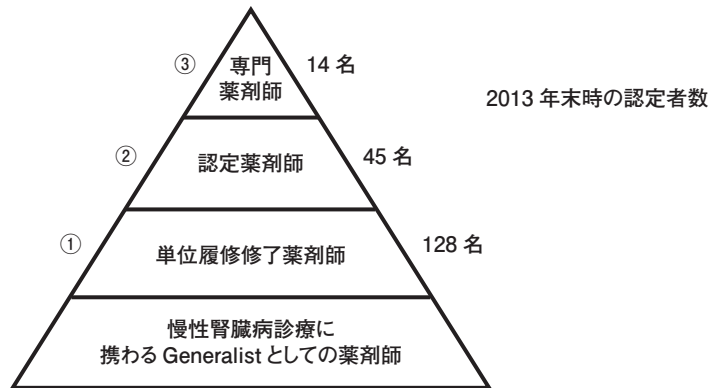 ③
専門
薬剤師
14 名
2013 年末時の認定者数
②
認定薬剤師
45 名
①
単位履修修了薬剤師
128 名
慢性腎臓病診療に
携わる Generalist としての薬剤師